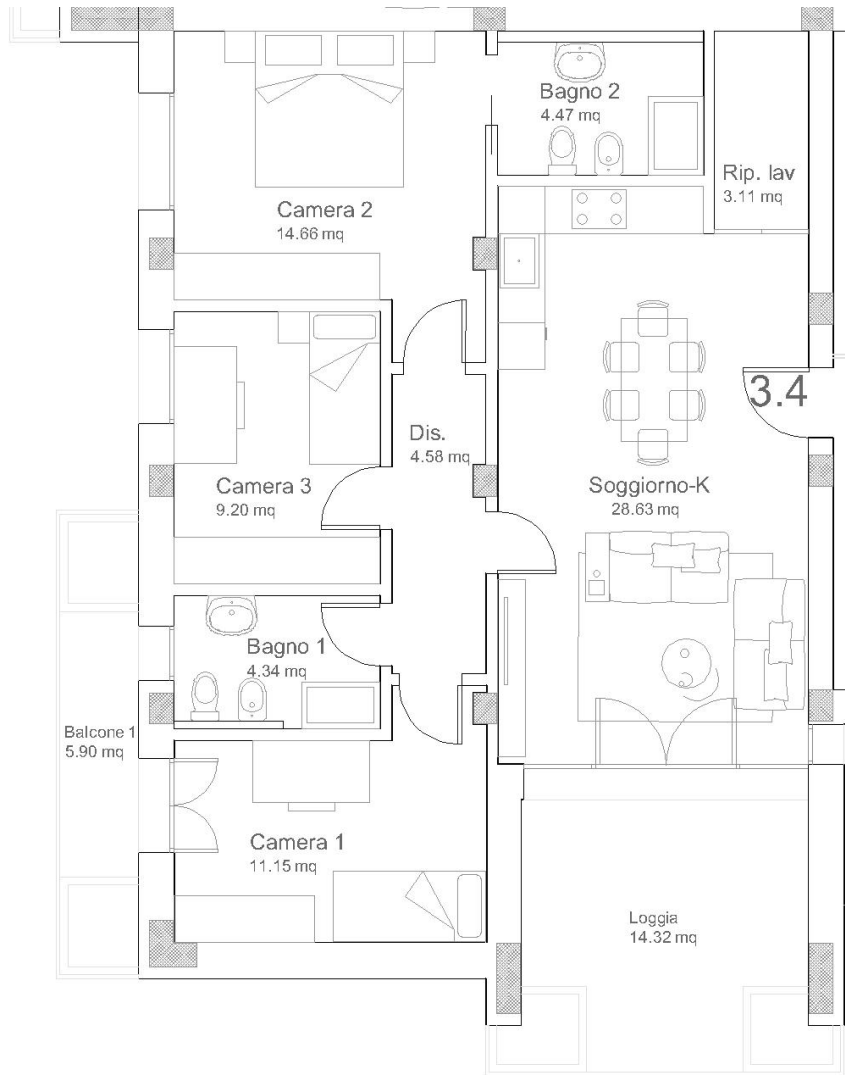 Bagno 2
4.47 mq
Rip. lav
3.11 mq
Camera 2
14.66 mq
3.4
Dis.
4.58 mq
Camera 3
9.20 mq
Soggiorno-K
28.63 mq
Bagno 1
4.34 mq
Balcone 1
5.90 mq
Camera 1
11.15 mq
Loggia
14.32 mq